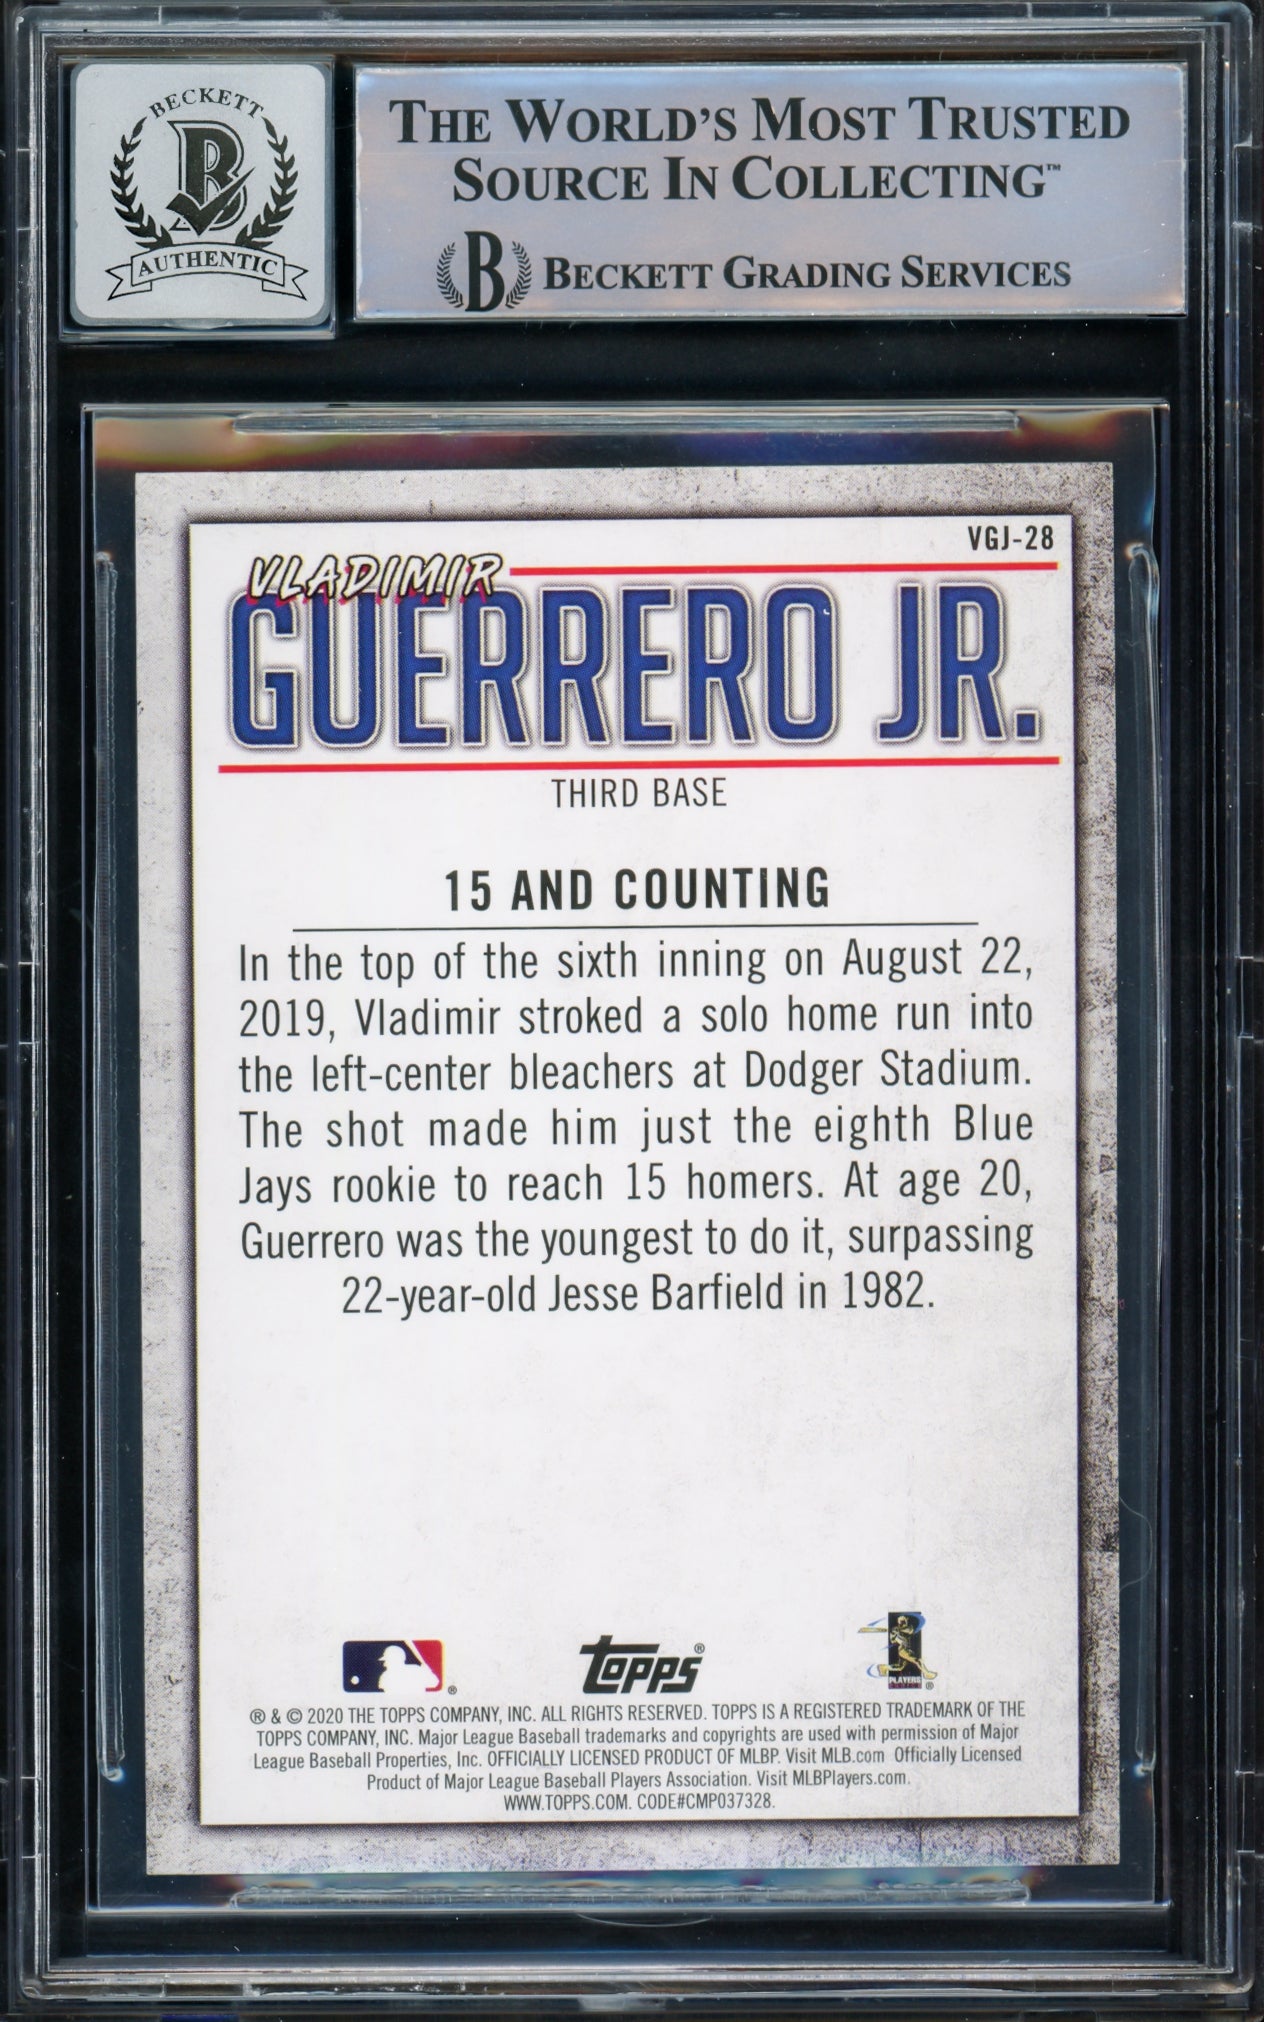 BECKETT
AUTHENTIC
THE WORLD'S MOST TRUSTED
SOURCE IN COLLECTING™
B BECKETT GRADING SERVICES
VGJ-28
VLADIMIR
GUERRERO JR.
THIRD BASE
15 AND COUNTING
In the top of the sixth inning on August 22,
2019, Vladimir stroked a solo home run into
the left-center bleachers at Dodger Stadium.
The shot made him just the eighth Blue
Jays rookie to reach 15 homers. At age 20,
Guerrero was the youngest to do it, surpassing
22-year-old Jesse Barfield in 1982.
®
topps®
PLAYERS
®
® & © 2020 THE TOPPS COMPANY, INC. ALL RIGHTS RESERVED. TOPPS IS A REGISTERED TRADEMARK OF THE
TOPPS COMPANY, INC. Major League Baseball trademarks and copyrights are used with permission of Major
League Baseball Properties, Inc. OFFICIALLY LICENSED PRODUCT OF MLBP. Visit MLB.com Officially Licensed
Product of Major League Baseball Players Association. Visit MLBPlayers.com.
WWW.TOPPS.COM. CODE#CMP037328.